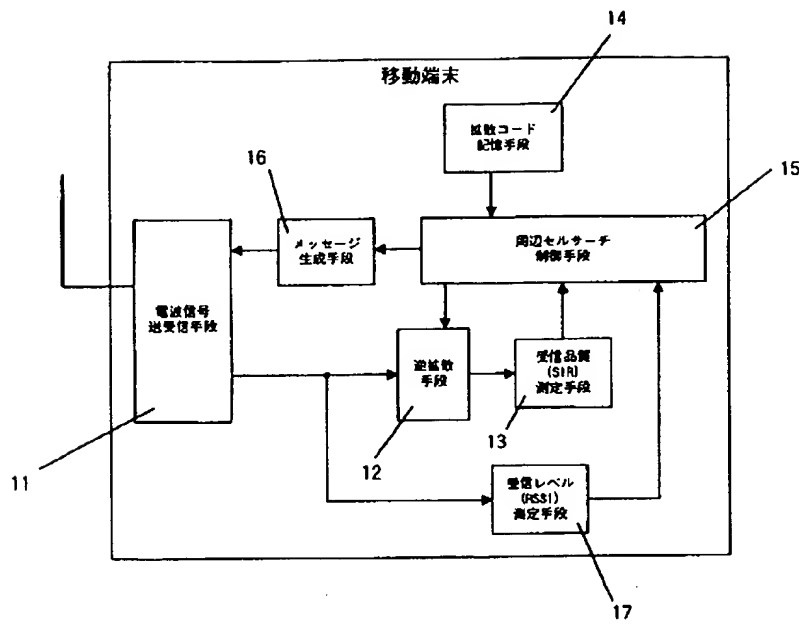 14
移動端末
拡散コード
記憶手段
16
15
メッセージ
生成手段
周辺セルサーチ
制御手段
電波信号
送受信手段
逆拡散
手段
受信品質
(SIR)
測定手段
11
12
13
受信レベル
(RSSI)
測定手段
17